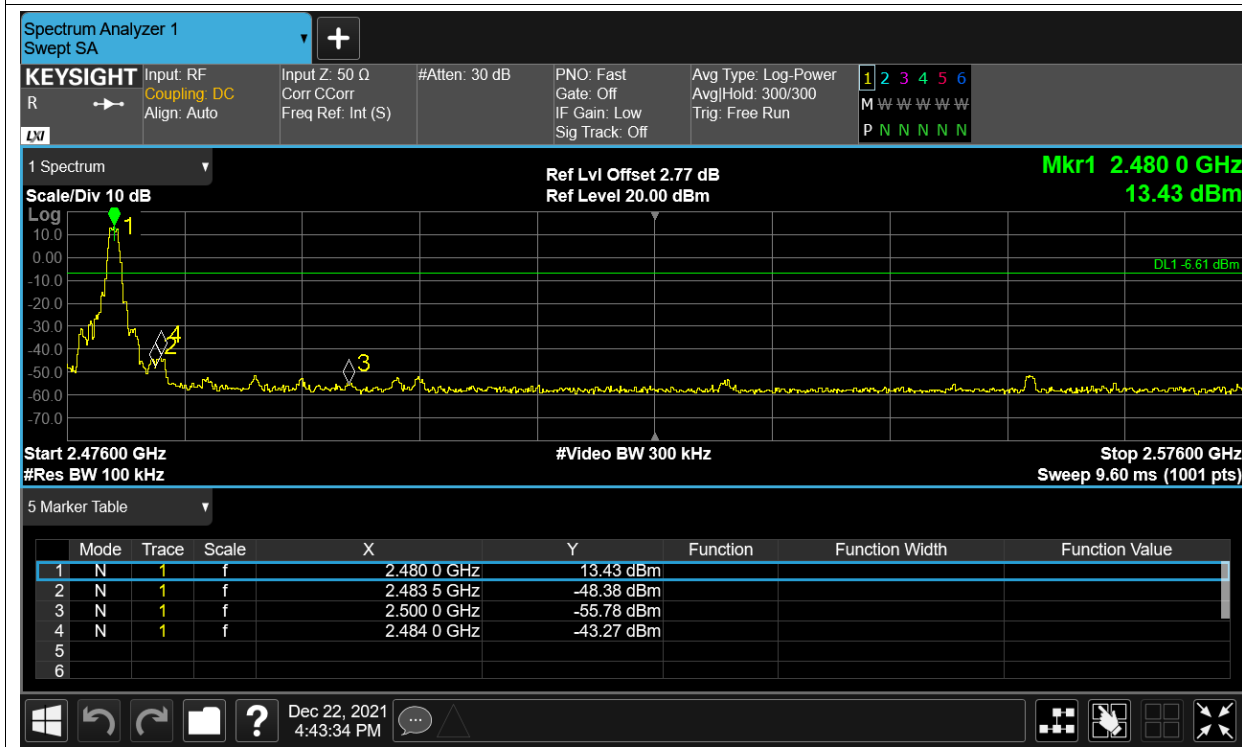 Spectrum Analyzer 1
Swept SA
KEYSIGHT
R
LXI
Input: RF
Coupling: DC
Align: Auto
Input Z: 50 Ω
Corr CCorr
Freq Ref: Int (S)
#Atten: 30 dB
PNO: Fast
Gate: Off
IF Gain: Low
Sig Track: Off
Avg Type: Log-Power
Avg|Hold: 300/300
Trig: Free Run
1 2 3 4 5 6
M W W W W W
P N N N N N
1 Spectrum
Scale/Div 10 dB
Ref Lvl Offset 2.77 dB
Ref Level 20.00 dBm
Mkr1 2.480 0 GHz
13.43 dBm
Log
10.0
0.00
-10.0
-20.0
-30.0
-40.0
-50.0
-60.0
-70.0
1
DL1 -6.61 dBm
4
2
3
Start 2.47600 GHz
#Res BW 100 kHz
#Video BW 300 kHz
Stop 2.57600 GHz
Sweep 9.60 ms (1001 pts)
5 Marker Table
Mode Trace Scale X Y Function Function Width Function Value
1 N 1 f 2.480 0 GHz 13.43 dBm
2 N 1 f 2.483 5 GHz -48.38 dBm
3 N 1 f 2.500 0 GHz -55.78 dBm
4 N 1 f 2.484 0 GHz -43.27 dBm
5
6
?
Dec 22, 2021
4:43:34 PM